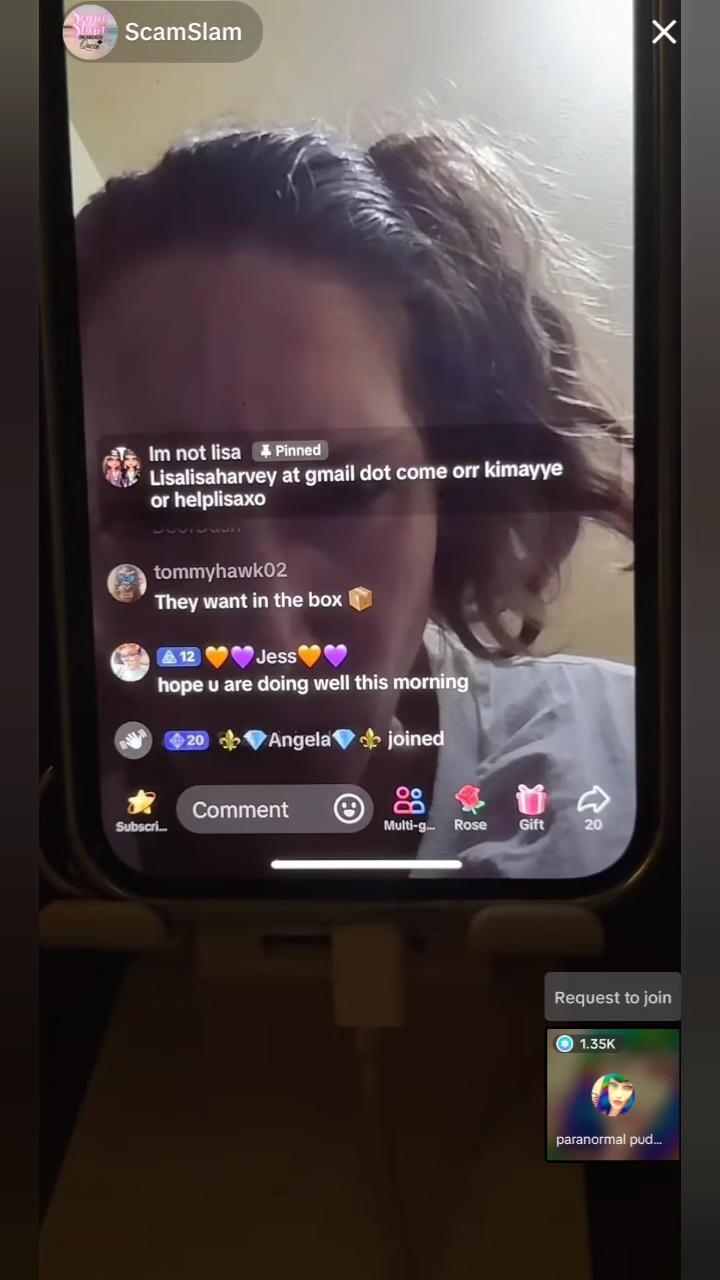 ScamSlam
Im not lisa Pinned
Lisalisaharvey at gmail dot come orr kimayye
or helplisaxo
DoorDash
tommyhawk02
They want in the box
12 Jess
hope u are doing well this morning
20 Angela joined
Subscri...
Comment
Multi-g...
Rose
Gift
20
Request to join
1.35K
paranormal pud...